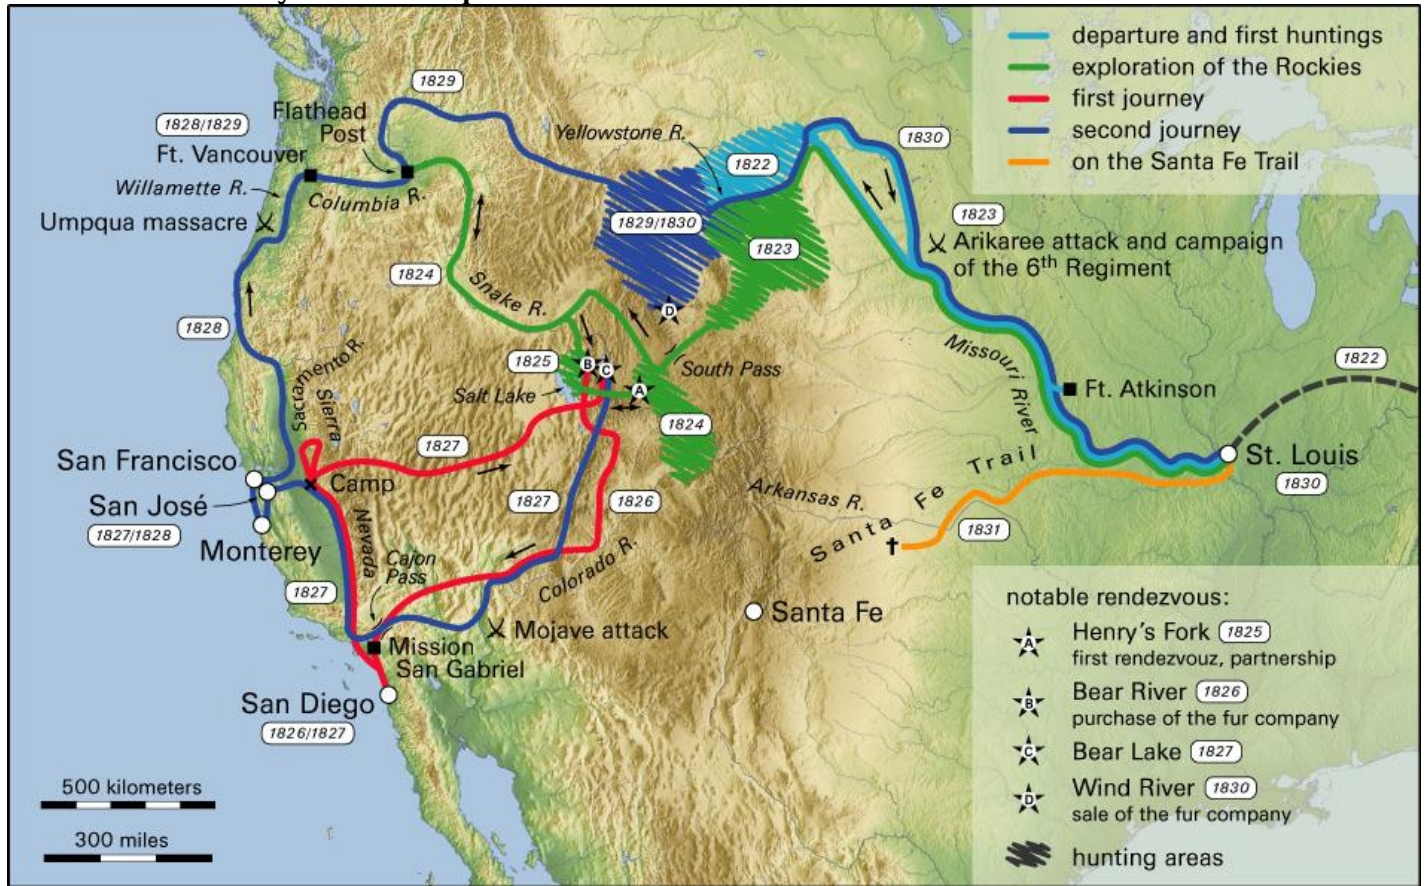 departure and first huntings
exploration of the Rockies
first journey
second journey
on the Santa Fe Trail
1829
1828/1829
Flathead
Post
Ft. Vancouver
Willamette R.
Columbia R.
Umpqua massacre
Yellowstone R.
1822
1830
1829/1830
1823
1823
Arikaree attack and campaign
of the 6th Regiment
1824
Snake R.
D
1828
1825
B
C
A
South Pass
Salt Lake
Missouri River
Ft. Atkinson
1822
Sacramento R.
Sierra
Nevada
1827
1824
San Francisco
Camp
San José
1827/1828
Monterey
1827
1826
Arkansas R.
Santa Fe Trail
St. Louis
1830
1831
Colorado R.
Cajon
Pass
1827
Santa Fe
Mojave attack
Mission
San Gabriel
San Diego
1826/1827
500 kilometers
300 miles
notable rendezvous:
A Henry's Fork 1825
first rendezvouz, partnership
B Bear River 1826
purchase of the fur company
C Bear Lake 1827
D Wind River 1830
sale of the fur company
hunting areas